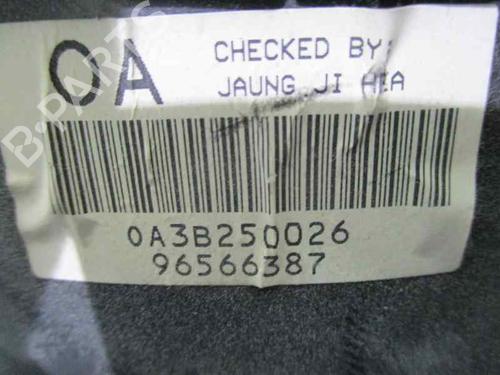 OA
CHECKED BY:
JAUNG JI HEA
0A3B250026
96566387
B-PARTS